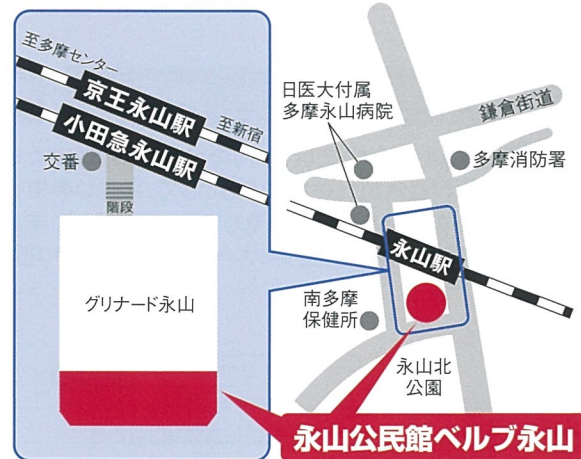 至多摩センター
京王永山駅
至新宿
小田急永山駅
交番
階段
グリナード永山
日医大付属
多摩永山病院
鎌倉街道
多摩消防署
永山駅
南多摩
保健所
永山北
公園
永山公民館ベルブ永山